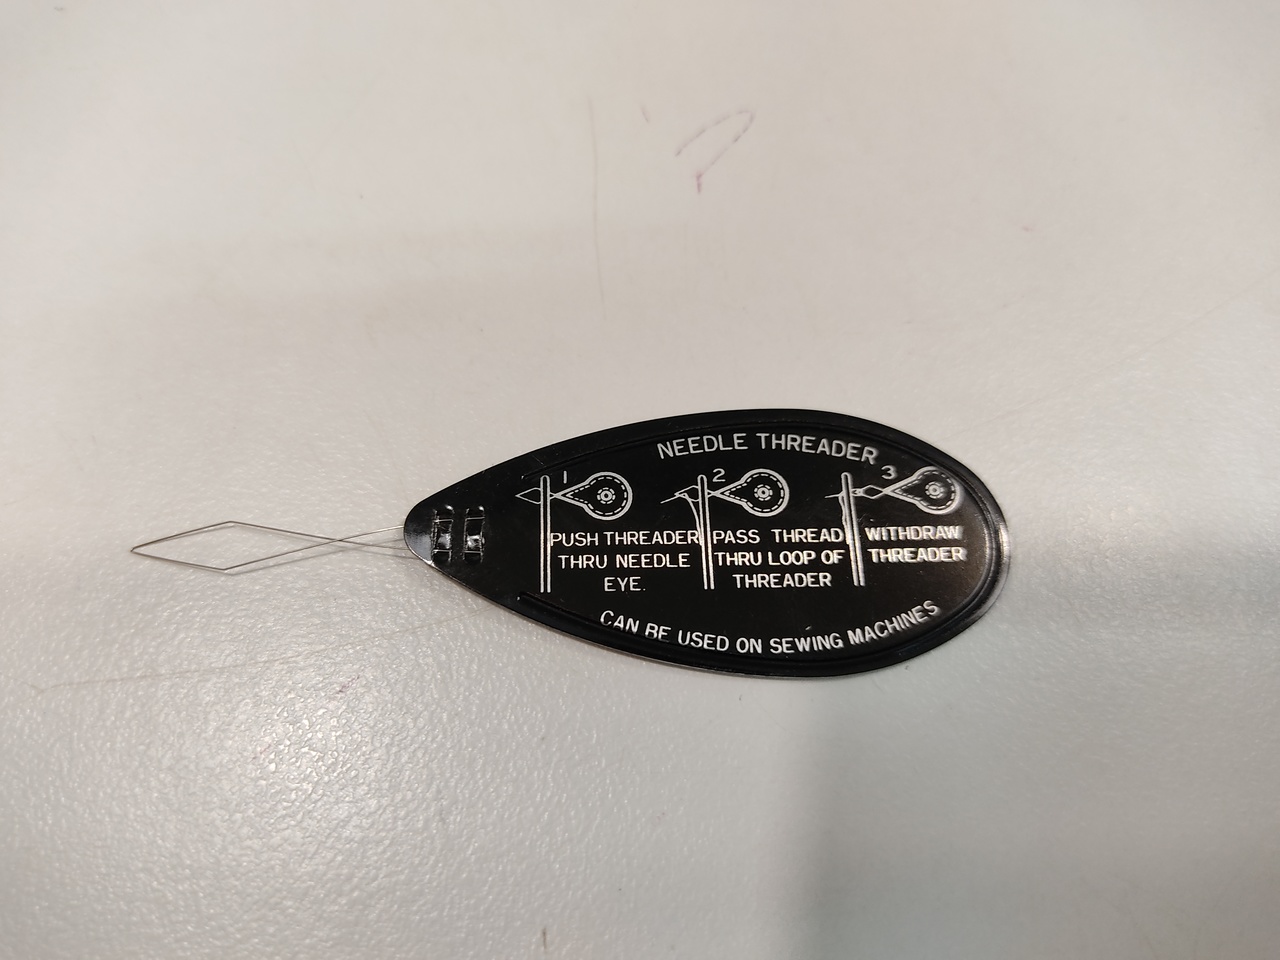 NEEDLE THREADER
1
PUSH THREADER
THRU NEEDLE
EYE.
2
PASS THREAD
THRU LOOP OF
THREADER
3
WITHDRAW
THREADER
CAN BE USED ON SEWING MACHINES